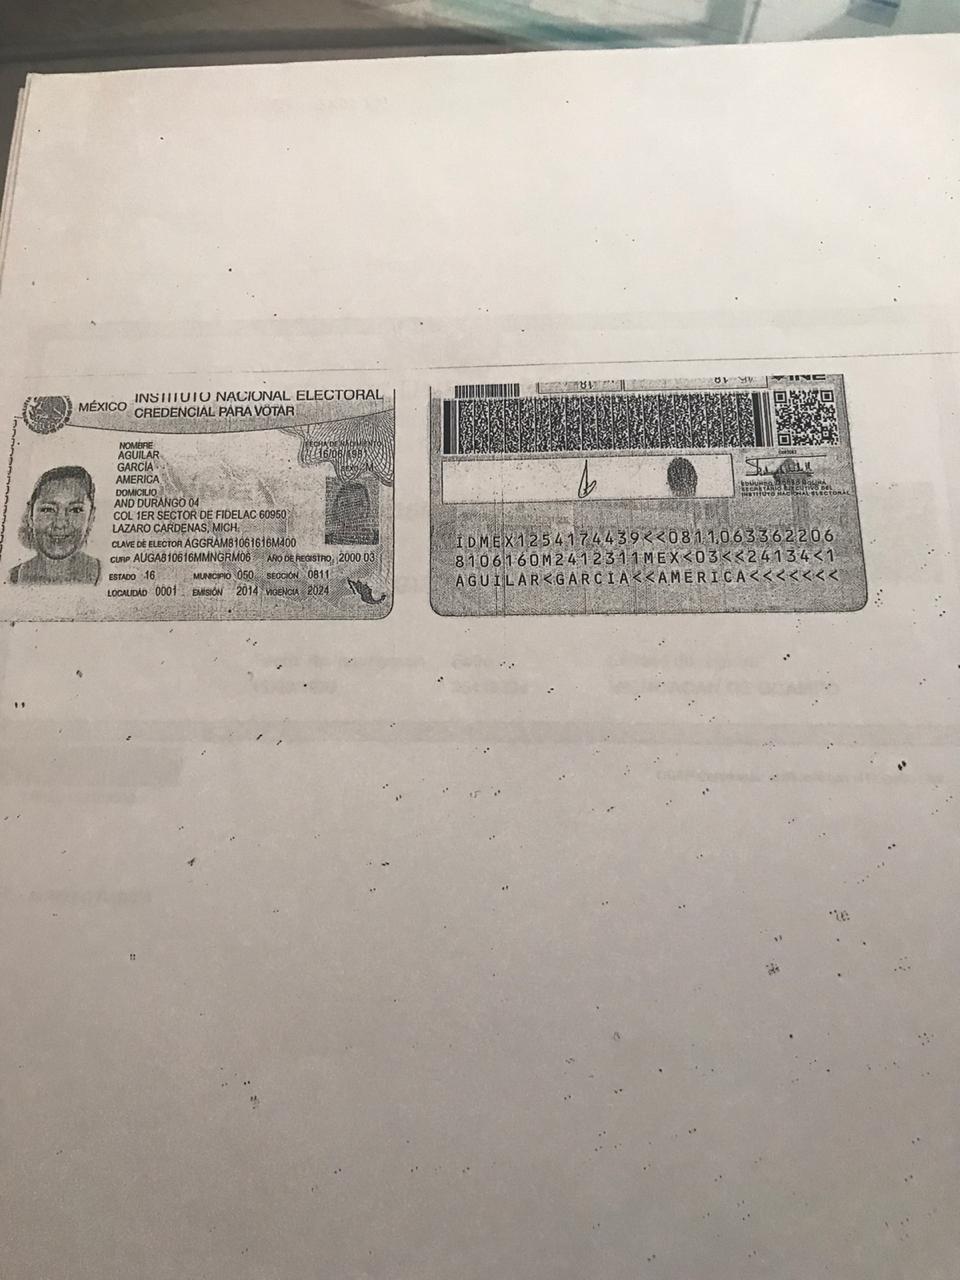 MÉXICO INSTITUTO NACIONAL ELECTORAL
CREDENCIAL PARA VOTAR
NOMBRE
AGUILAR
GARCIA
AMERICA
FECHA DE NACIMIENTO
16/06/1981
SEXO M
DOMICILIO
AND DURANGO 04
COL 1ER SECTOR DE FIDELAC 60950
LAZARO CARDENAS, MICH.
CLAVE DE ELECTOR AGGRAM81061616M400
CURP AUGA810616MMNGRM06 AÑO DE REGISTRO 2000 03
ESTADO 16 MUNICIPIO 050 SECCIÓN 0811
LOCALIDAD 0001 EMISIÓN 2014 VIGENCIA 2024
INE
EDMUNDO JACOBO MOLINA
SECRETARIO EJECUTIVO DEL
INSTITUTO NACIONAL ELECTORAL
IDMEX1254174439<<0811063362206
8106160M2412311MEX<03<<24134<1
AGUILAR<GARCIA<<AMERICA<<<<<<<